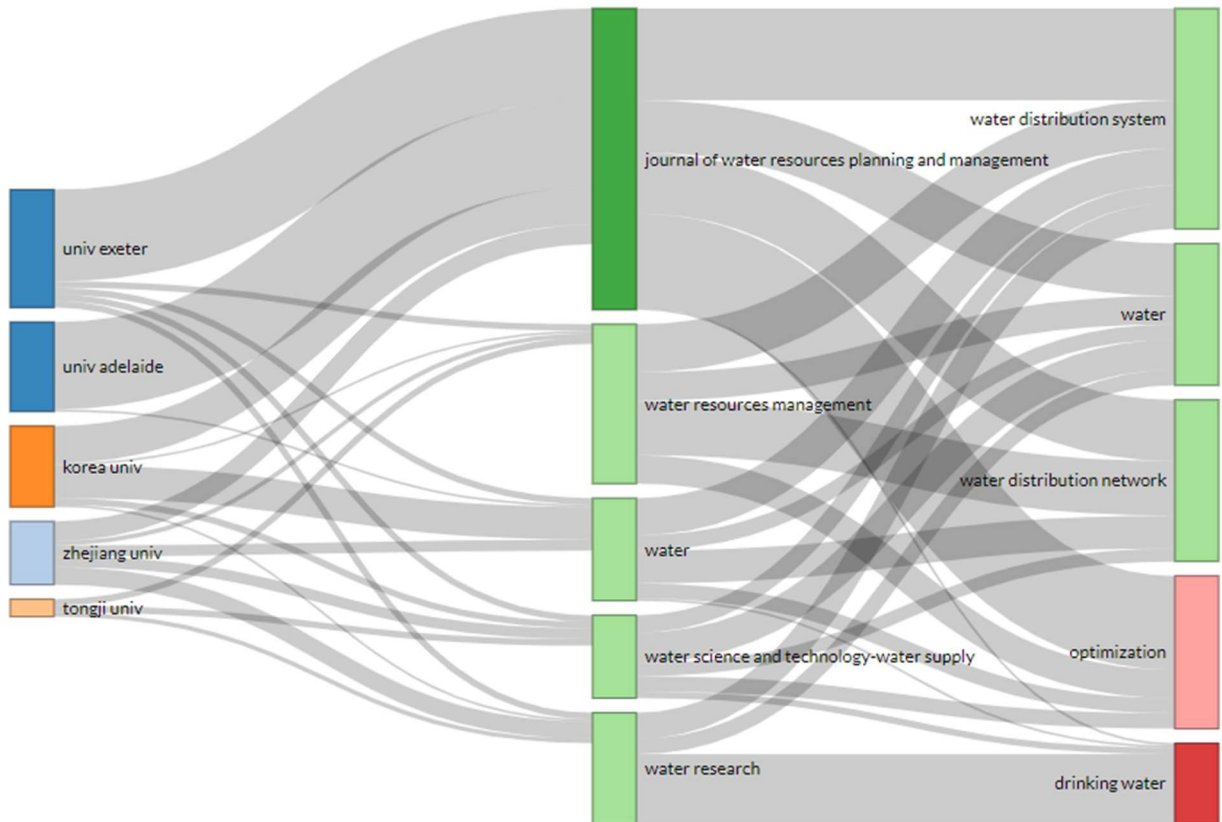 univ exeter
univ adelaide
korea univ
zhejiang univ
tongji univ
journal of water resources planning and management
water resources management
water
water science and technology-water supply
water research
water distribution system
water
water distribution network
optimization
drinking water